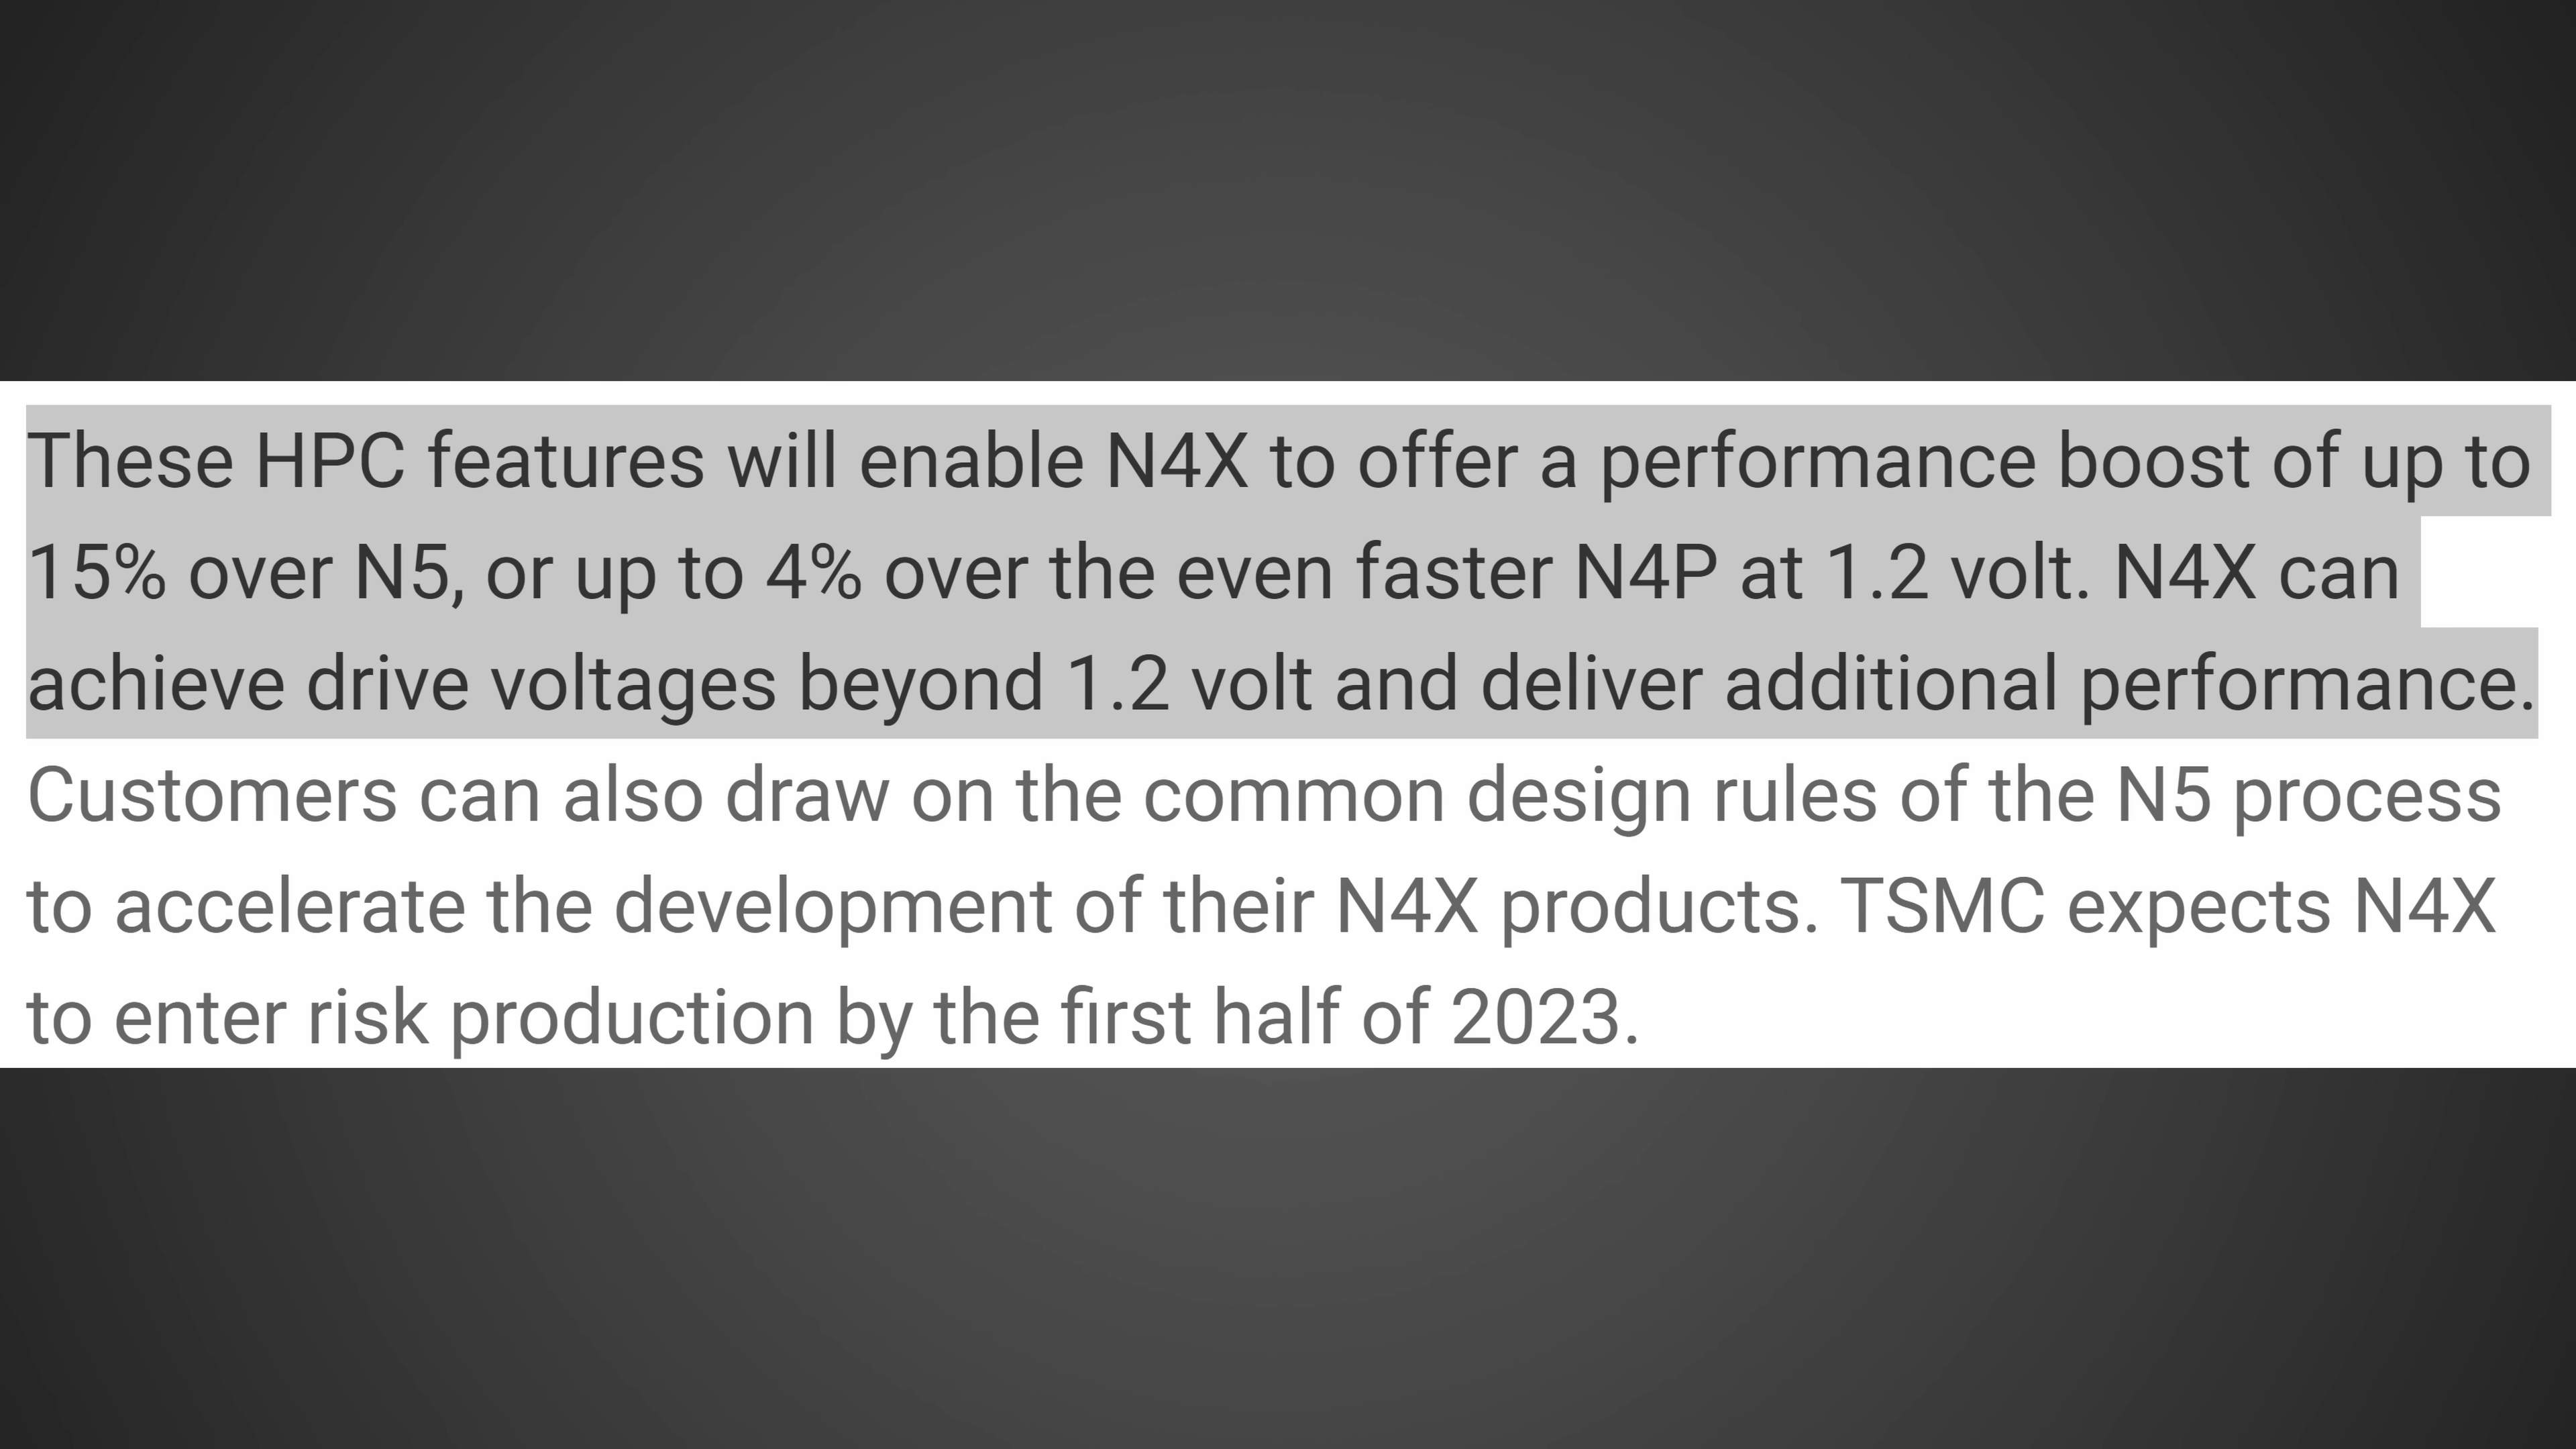 These HPC features will enable N4X to offer a performance boost of up to
15% over N5, or up to 4% over the even faster N4P at 1.2 volt. N4X can
achieve drive voltages beyond 1.2 volt and deliver additional performance.
Customers can also draw on the common design rules of the N5 process
to accelerate the development of their N4X products. TSMC expects N4X
to enter risk production by the first half of 2023.